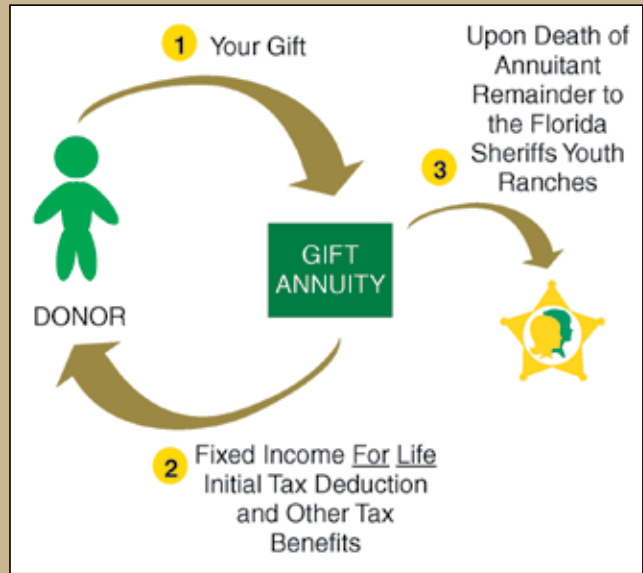 1 Your Gift
DONOR
GIFT
ANNUITY
2 Fixed Income For Life
Initial Tax Deduction
and Other Tax
Benefits
Upon Death of
Annuitant
Remainder to
the Florida
Sheriffs Youth
3 Ranches